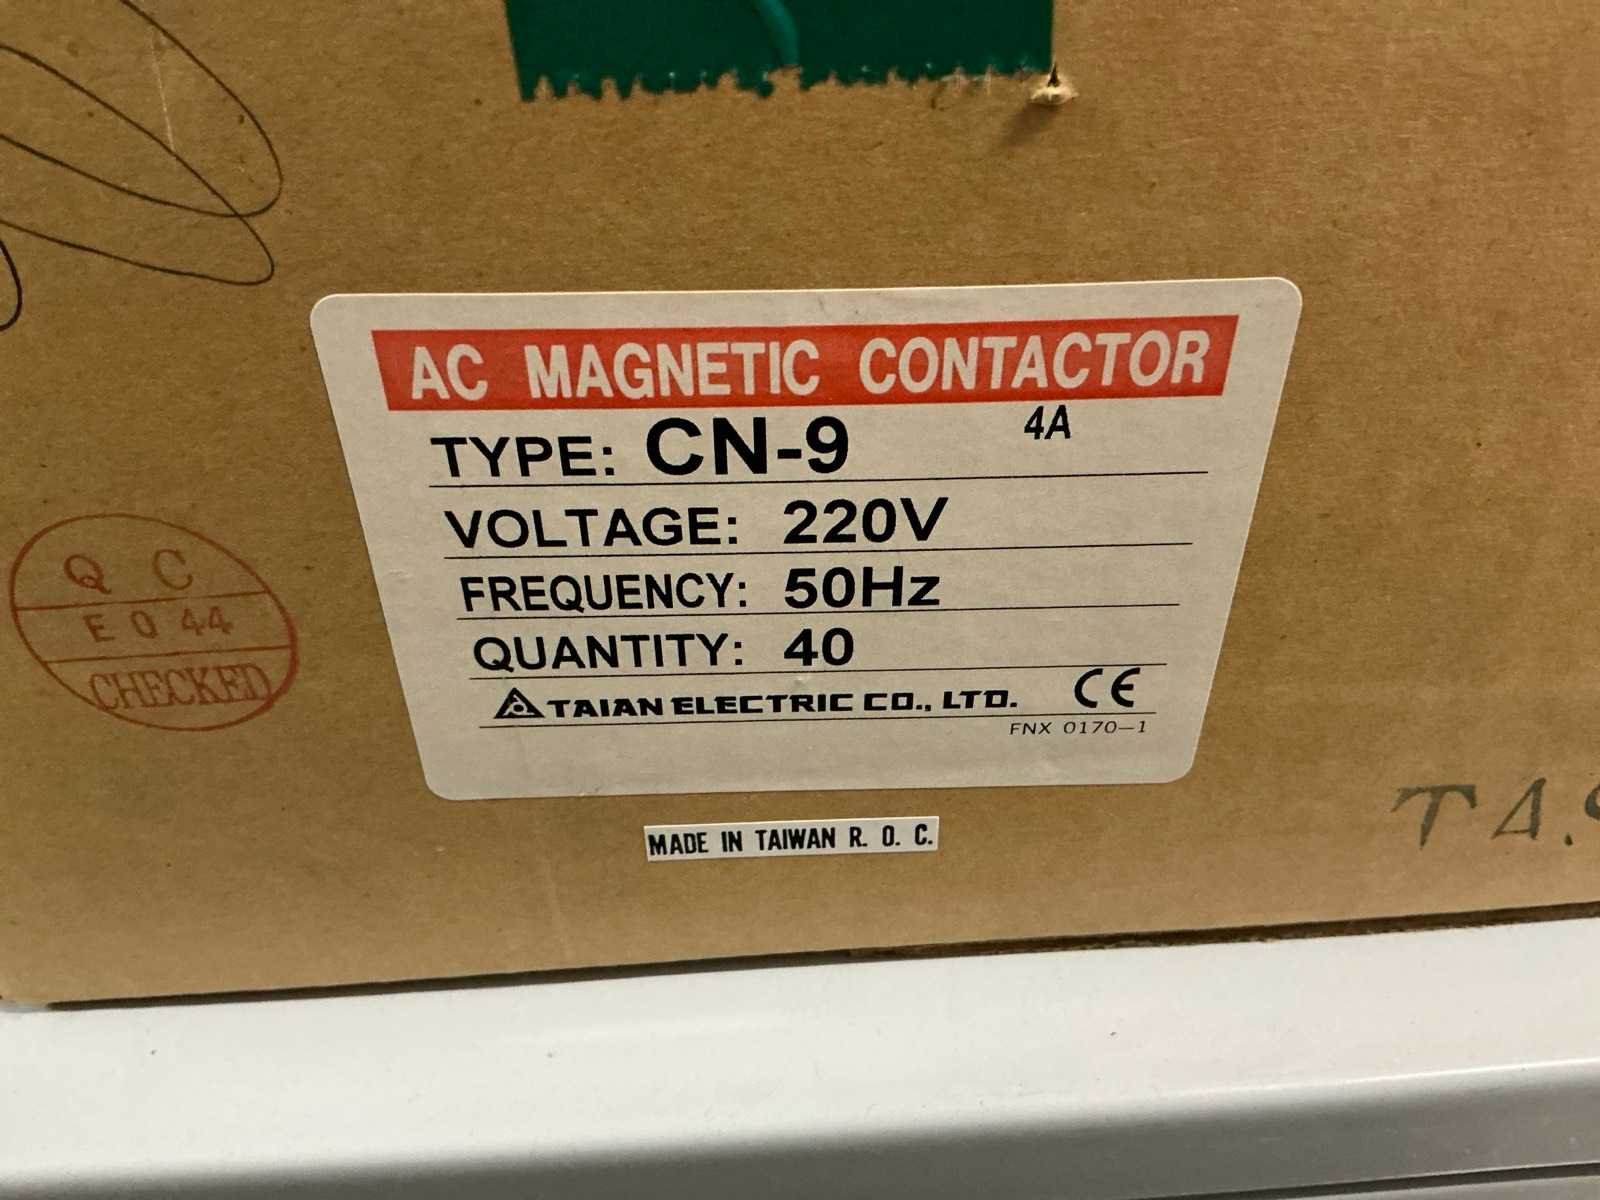 AC MAGNETIC CONTACTOR
TYPE: CN-9 4A
VOLTAGE: 220V
FREQUENCY: 50Hz
QUANTITY: 40
TAIAN ELECTRIC CO., LTD. CE
FNX 0170-1
Q C
E 0 44
CHECKED
MADE IN TAIWAN R. O. C.